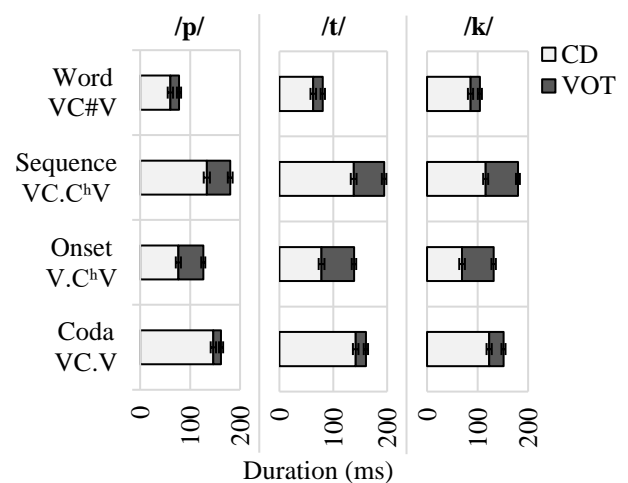 /p/ /t/ /k/
CD
VOT
Word
VC#V
Sequence
VC.CʰV
Onset
V.CʰV
Coda
VC.V
0 100 200 0 100 200 0 100 200
Duration (ms)